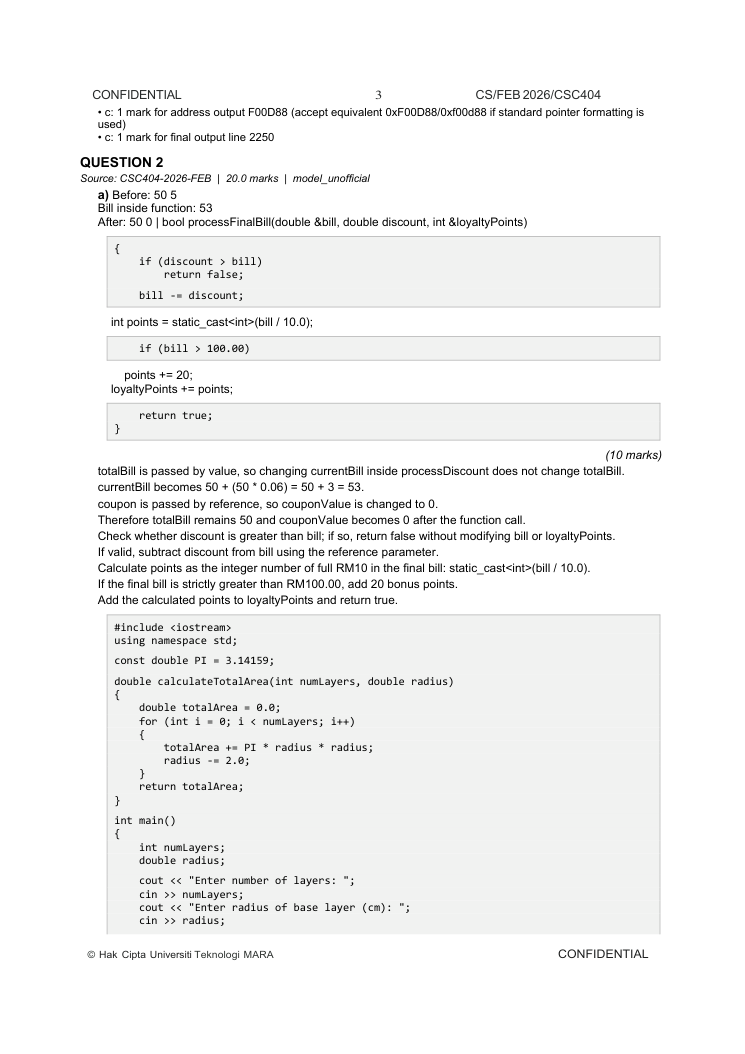 CONFIDENTIAL 3 CS/FEB 2026/CSC404
• c: 1 mark for address output F00D88 (accept equivalent 0xF00D88/0xf00d88 if standard pointer formatting is
used)
• c: 1 mark for final output line 2250
QUESTION 2
Source: CSC404-2026-FEB | 20.0 marks | model_unofficial
a) Before: 50 5
Bill inside function: 53
After: 50 0 | bool processFinalBill(double &bill, double discount, int &loyaltyPoints)
{
    if (discount > bill)
        return false;
    bill -= discount;
int points = static_cast<int>(bill / 10.0);
    if (bill > 100.00)
    points += 20;
loyaltyPoints += points;
    return true;
}
(10 marks)
totalBill is passed by value, so changing currentBill inside processDiscount does not change totalBill.
currentBill becomes 50 + (50 * 0.06) = 50 + 3 = 53.
coupon is passed by reference, so couponValue is changed to 0.
Therefore totalBill remains 50 and couponValue becomes 0 after the function call.
Check whether discount is greater than bill; if so, return false without modifying bill or loyaltyPoints.
If valid, subtract discount from bill using the reference parameter.
Calculate points as the integer number of full RM10 in the final bill: static_cast<int>(bill / 10.0).
If the final bill is strictly greater than RM100.00, add 20 bonus points.
Add the calculated points to loyaltyPoints and return true.
#include <iostream>
using namespace std;
const double PI = 3.14159;
double calculateTotalArea(int numLayers, double radius)
{
    double totalArea = 0.0;
    for (int i = 0; i < numLayers; i++)
    {
        totalArea += PI * radius * radius;
        radius -= 2.0;
    }
    return totalArea;
}
int main()
{
    int numLayers;
    double radius;
    cout << "Enter number of layers: ";
    cin >> numLayers;
    cout << "Enter radius of base layer (cm): ";
    cin >> radius;
© Hak Cipta Universiti Teknologi MARA CONFIDENTIAL